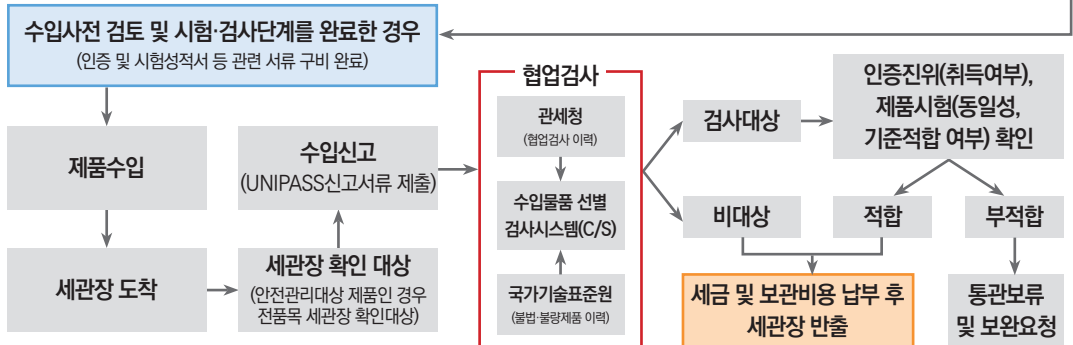 수입사전 검토 및 시험·검사단계를 완료한 경우
(인증 및 시험성적서 등 관련 서류 구비 완료)
제품수입
세관장 도착
세관장 확인 대상
(안전관리대상 제품인 경우
전품목 세관장 확인대상)
수입신고
(UNIPASS신고서류 제출)
협업검사
관세청
(협업검사 이력)
수입물품 선별
검사시스템(C/S)
국가기술표준원
(불법·불량제품 이력)
검사대상
인증진위(취득여부),
제품시험(동일성,
기준적합 여부) 확인
비대상
적합
부적합
세금 및 보관비용 납부 후
세관장 반출
통관보류
및 보완요청